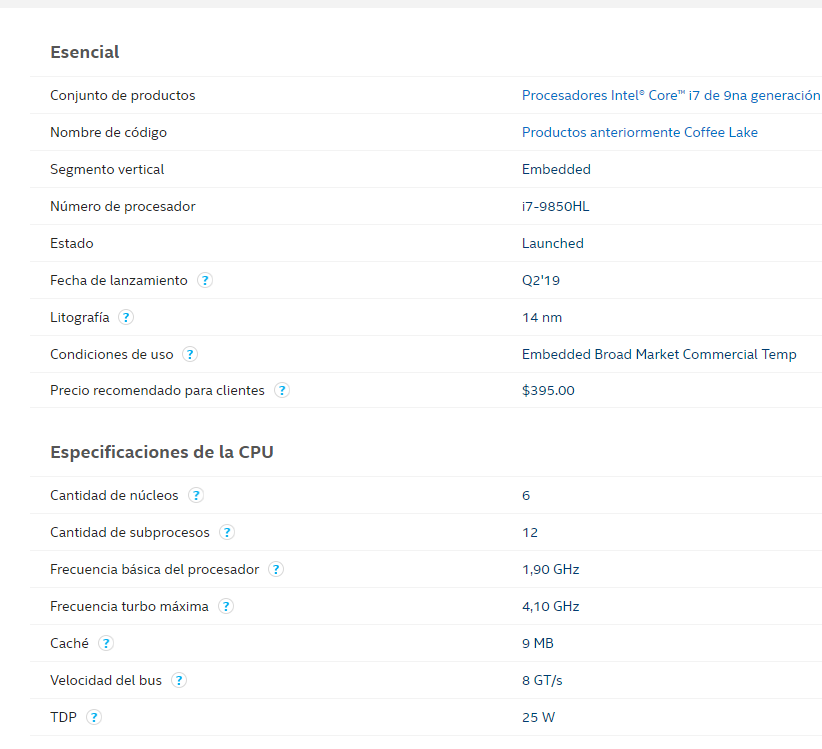 Esencial
Conjunto de productos Procesadores Intel® Core™ i7 de 9na generación
Nombre de código Productos anteriormente Coffee Lake
Segmento vertical Embedded
Número de procesador i7-9850HL
Estado Launched
Fecha de lanzamiento ? Q2'19
Litografía ? 14 nm
Condiciones de uso ? Embedded Broad Market Commercial Temp
Precio recomendado para clientes ? $395.00
Especificaciones de la CPU
Cantidad de núcleos ? 6
Cantidad de subprocesos ? 12
Frecuencia básica del procesador ? 1,90 GHz
Frecuencia turbo máxima ? 4,10 GHz
Caché ? 9 MB
Velocidad del bus ? 8 GT/s
TDP ? 25 W